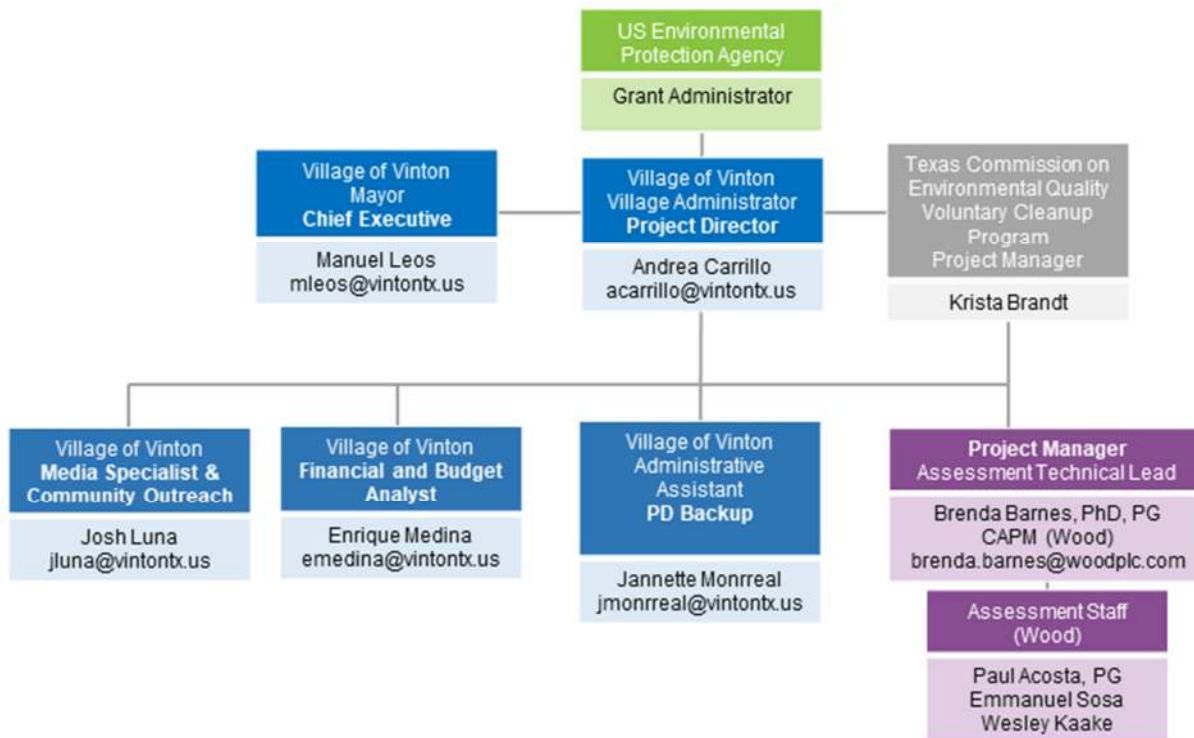 US Environmental
Protection Agency
Grant Administrator
Village of Vinton
Mayor
Chief Executive
Manuel Leos
mleos@vintontx.us
Village of Vinton
Village Administrator
Project Director
Andrea Carrillo
acarrillo@vintontx.us
Texas Commission on
Environmental Quality
Voluntary Cleanup
Program
Project Manager
Krista Brandt
Village of Vinton
Media Specialist &
Community Outreach
Josh Luna
jluna@vintontx.us
Village of Vinton
Financial and Budget
Analyst
Enrique Medina
emedina@vintontx.us
Village of Vinton
Administrative
Assistant
PD Backup
Jannette Monrreal
jmonrreal@vintontx.us
Project Manager
Assessment Technical Lead
Brenda Barnes, PhD, PG
CAPM (Wood)
brenda.barnes@woodplc.com
Assessment Staff
(Wood)
Paul Acosta, PG
Emmanuel Sosa
Wesley Kaake